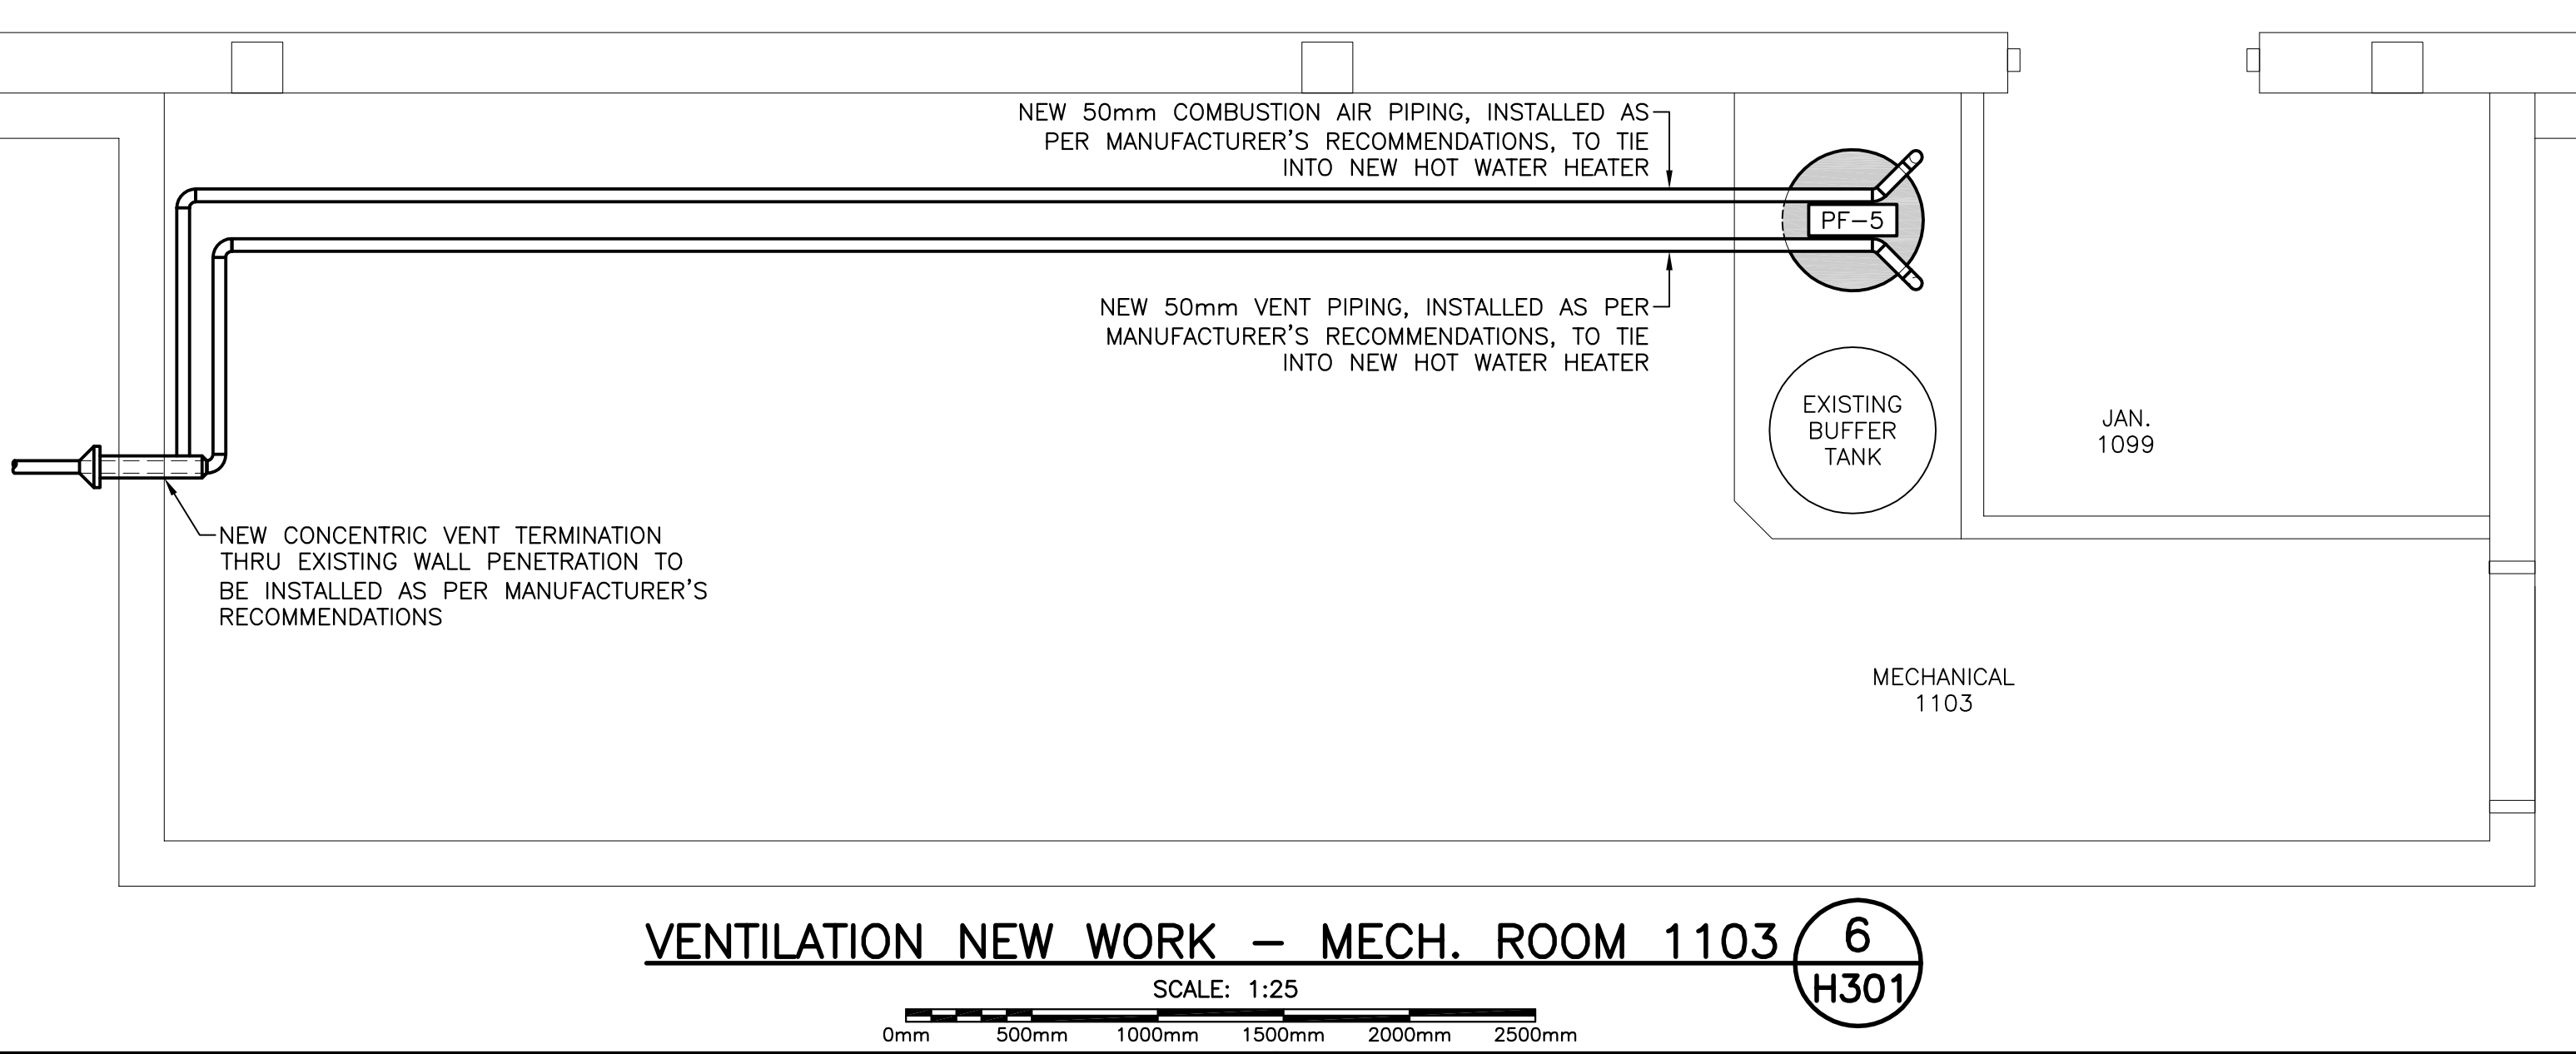 NEW 50mm COMBUSTION AIR PIPING, INSTALLED AS
PER MANUFACTURER'S RECOMMENDATIONS, TO TIE
INTO NEW HOT WATER HEATER
PF-5
NEW 50mm VENT PIPING, INSTALLED AS PER
MANUFACTURER'S RECOMMENDATIONS, TO TIE
INTO NEW HOT WATER HEATER
EXISTING
BUFFER
TANK
JAN.
1099
NEW CONCENTRIC VENT TERMINATION
THRU EXISTING WALL PENETRATION TO
BE INSTALLED AS PER MANUFACTURER'S
RECOMMENDATIONS
MECHANICAL
1103
VENTILATION NEW WORK - MECH. ROOM 1103
6
H301
SCALE: 1:25
0mm 500mm 1000mm 1500mm 2000mm 2500mm